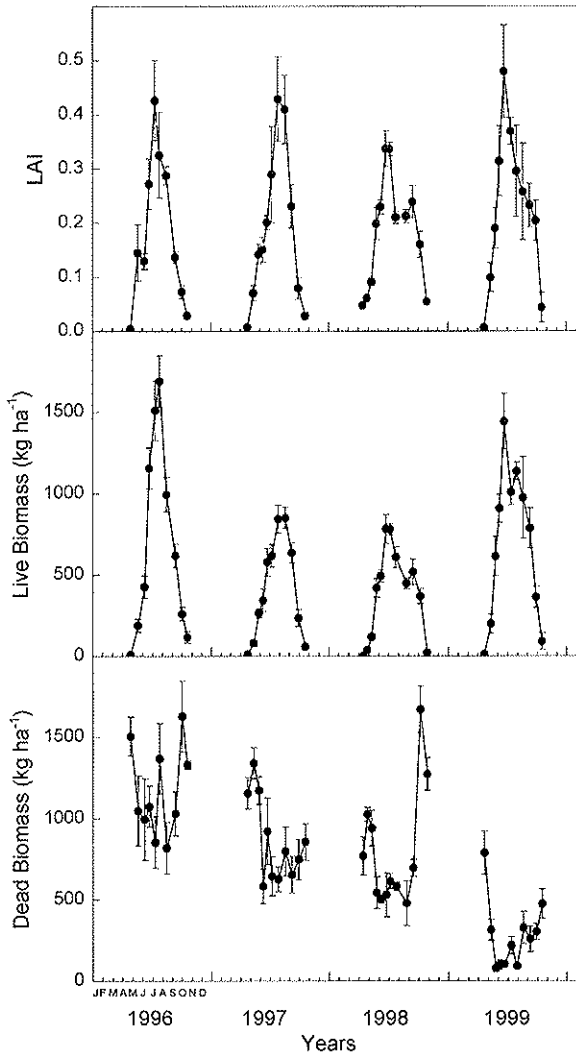 0.5
0.4
0.3
0.2
0.1
0.0
LAI
1500
1000
500
0
Live Biomass (kg ha⁻¹)
1500
1000
500
0
Dead Biomass (kg ha⁻¹)
JFMAMJJASOND
1996 1997 1998 1999
Years